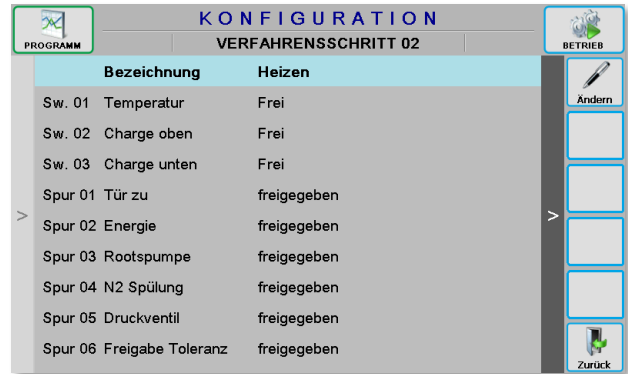 KONFIGURATION
PROGRAMM
VERFAHRENSSCHRITT 02
BETRIEB
Bezeichnung Heizen
Ändern
Sw. 01 Temperatur Frei
Sw. 02 Charge oben Frei
Sw. 03 Charge unten Frei
Spur 01 Tür zu freigegeben
> >
Spur 02 Energie freigegeben
Spur 03 Rootspumpe freigegeben
Spur 04 N2 Spülung freigegeben
Spur 05 Druckventil freigegeben
Spur 06 Freigabe Toleranz freigegeben
Zurück